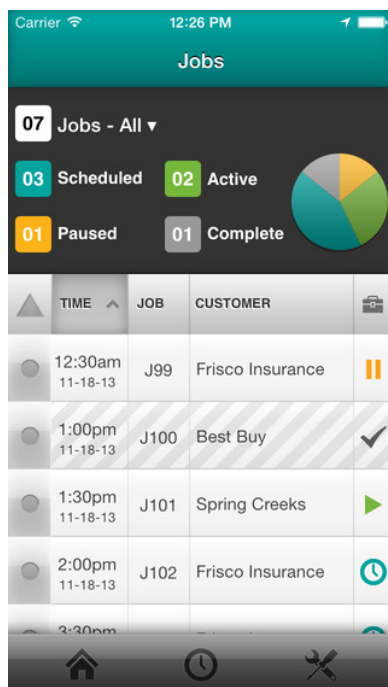 Carrier 12:26 PM
Jobs
07 Jobs - All
03 Scheduled 02 Active
01 Paused 01 Complete
TIME JOB CUSTOMER
12:30am
11-18-13 J99 Frisco Insurance
1:00pm
11-18-13 J100 Best Buy
1:30pm
11-18-13 J101 Spring Creeks
2:00pm
11-18-13 J102 Frisco Insurance
3:30pm